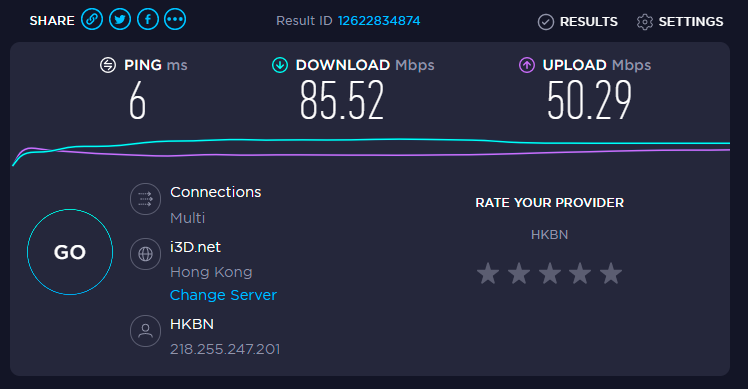 SHARE Result ID 12622834874 RESULTS SETTINGS
PING ms DOWNLOAD Mbps UPLOAD Mbps
6 85.52 50.29
Connections
Multi
i3D.net
Hong Kong
Change Server
HKBN
218.255.247.201
GO
RATE YOUR PROVIDER
HKBN